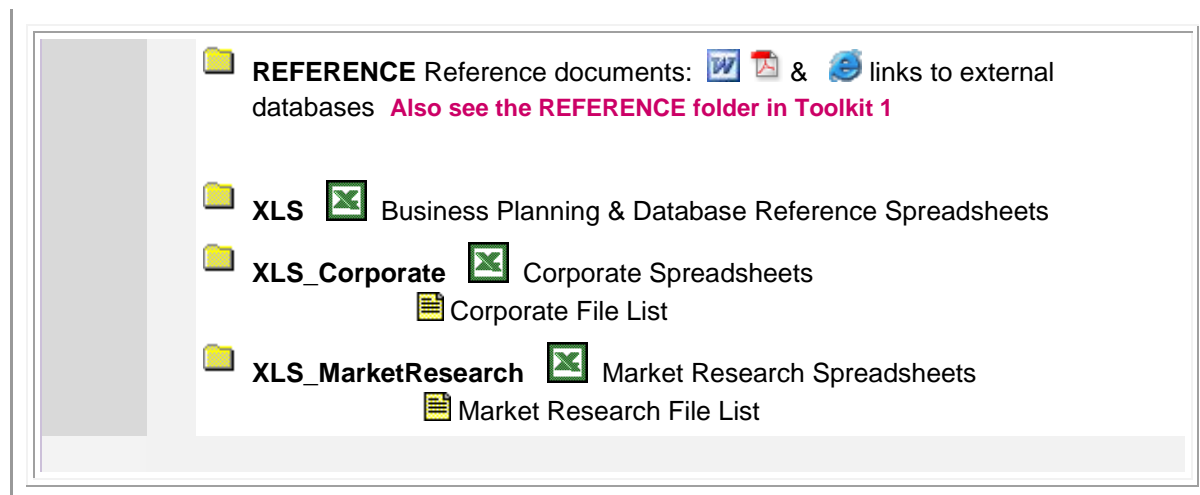 REFERENCE Reference documents: & links to external
databases Also see the REFERENCE folder in Toolkit 1
XLS Business Planning & Database Reference Spreadsheets
XLS_Corporate Corporate Spreadsheets
Corporate File List
XLS_MarketResearch Market Research Spreadsheets
Market Research File List